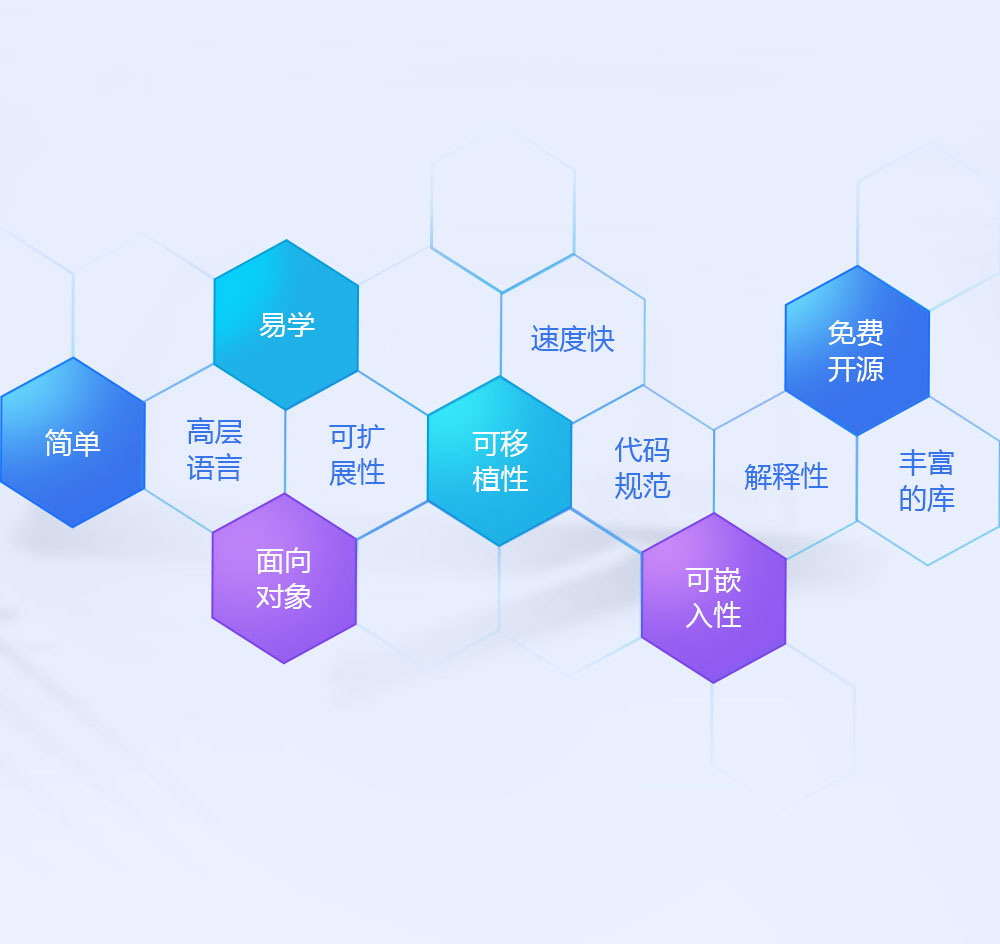 易学
速度快
免费
开源
简单
高层
语言
可扩
展性
可移
植性
代码
规范
解释性
丰富
的库
面向
对象
可嵌
入性